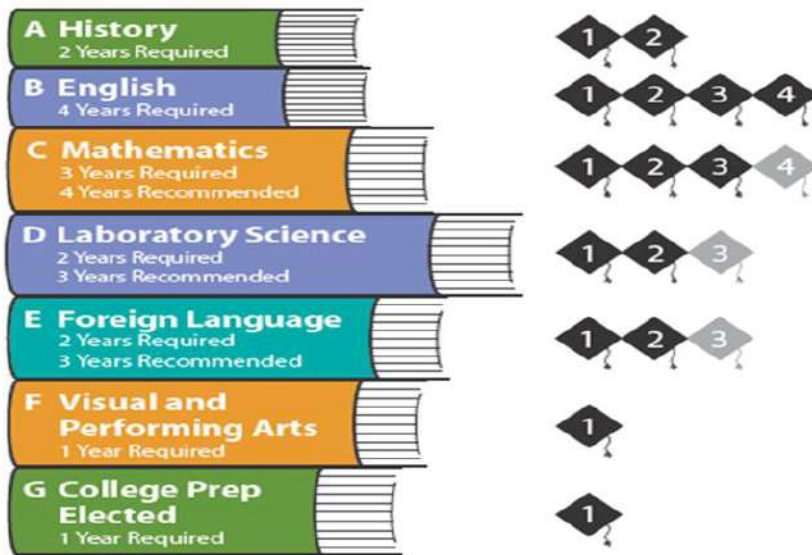 A History
2 Years Required
1 2
B English
4 Years Required
1 2 3 4
C Mathematics
3 Years Required
4 Years Recommended
1 2 3 4
D Laboratory Science
2 Years Required
3 Years Recommended
1 2 3
E Foreign Language
2 Years Required
3 Years Recommended
1 2 3
F Visual and
Performing Arts
1 Year Required
1
G College Prep
Elected
1 Year Required
1